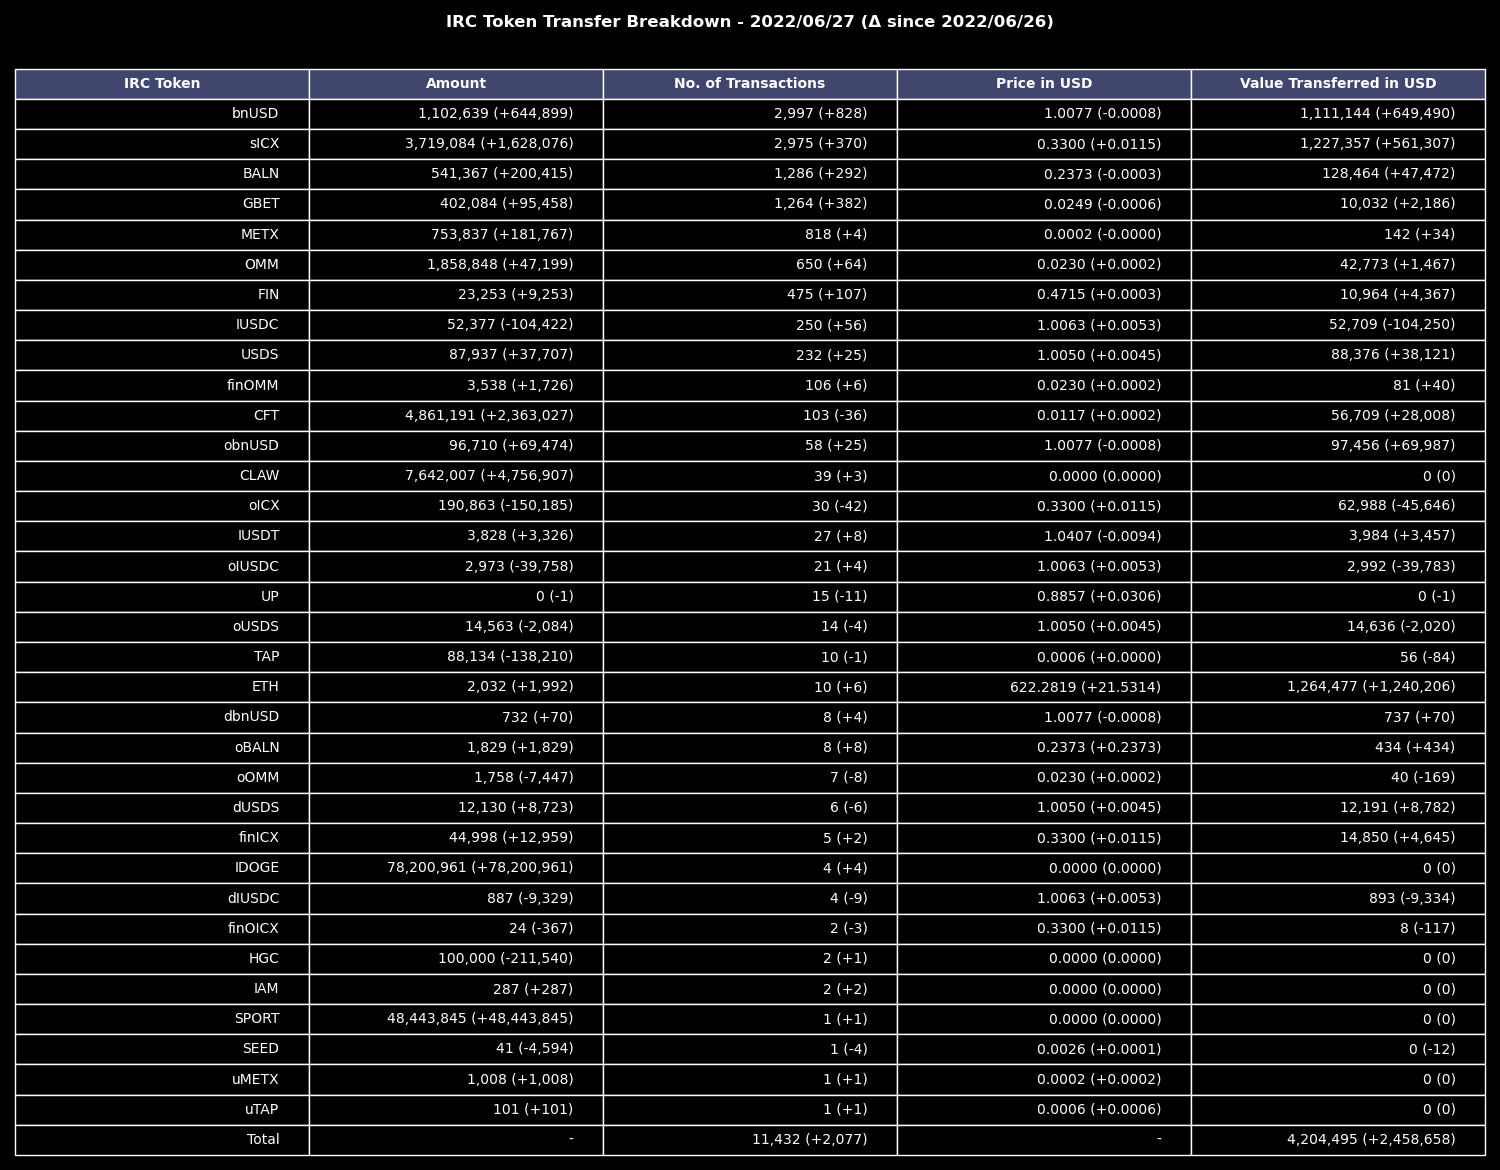 IRC Token Transfer Breakdown - 2022/06/27 (Δ since 2022/06/26)
IRC Token Amount No. of Transactions Price in USD Value Transferred in USD
bnUSD 1,102,639 (+644,899) 2,997 (+828) 1.0077 (-0.0008) 1,111,144 (+649,490)
sICX 3,719,084 (+1,628,076) 2,975 (+370) 0.3300 (+0.0115) 1,227,357 (+561,307)
BALN 541,367 (+200,415) 1,286 (+292) 0.2373 (-0.0003) 128,464 (+47,472)
GBET 402,084 (+95,458) 1,264 (+382) 0.0249 (-0.0006) 10,032 (+2,186)
METX 753,837 (+181,767) 818 (+4) 0.0002 (-0.0000) 142 (+34)
OMM 1,858,848 (+47,199) 650 (+64) 0.0230 (+0.0002) 42,773 (+1,467)
FIN 23,253 (+9,253) 475 (+107) 0.4715 (+0.0003) 10,964 (+4,367)
IUSDC 52,377 (-104,422) 250 (+56) 1.0063 (+0.0053) 52,709 (-104,250)
USDS 87,937 (+37,707) 232 (+25) 1.0050 (+0.0045) 88,376 (+38,121)
finOMM 3,538 (+1,726) 106 (+6) 0.0230 (+0.0002) 81 (+40)
CFT 4,861,191 (+2,363,027) 103 (-36) 0.0117 (+0.0002) 56,709 (+28,008)
obnUSD 96,710 (+69,474) 58 (+25) 1.0077 (-0.0008) 97,456 (+69,987)
CLAW 7,642,007 (+4,756,907) 39 (+3) 0.0000 (0.0000) 0 (0)
oICX 190,863 (-150,185) 30 (-42) 0.3300 (+0.0115) 62,988 (-45,646)
IUSDT 3,828 (+3,326) 27 (+8) 1.0407 (-0.0094) 3,984 (+3,457)
oIUSDC 2,973 (-39,758) 21 (+4) 1.0063 (+0.0053) 2,992 (-39,783)
UP 0 (-1) 15 (-11) 0.8857 (+0.0306) 0 (-1)
oUSDS 14,563 (-2,084) 14 (-4) 1.0050 (+0.0045) 14,636 (-2,020)
TAP 88,134 (-138,210) 10 (-1) 0.0006 (+0.0000) 56 (-84)
ETH 2,032 (+1,992) 10 (+6) 622.2819 (+21.5314) 1,264,477 (+1,240,206)
dbnUSD 732 (+70) 8 (+4) 1.0077 (-0.0008) 737 (+70)
oBALN 1,829 (+1,829) 8 (+8) 0.2373 (+0.2373) 434 (+434)
oOMM 1,758 (-7,447) 7 (-8) 0.0230 (+0.0002) 40 (-169)
dUSDS 12,130 (+8,723) 6 (-6) 1.0050 (+0.0045) 12,191 (+8,782)
finICX 44,998 (+12,959) 5 (+2) 0.3300 (+0.0115) 14,850 (+4,645)
IDOGE 78,200,961 (+78,200,961) 4 (+4) 0.0000 (0.0000) 0 (0)
dIUSDC 887 (-9,329) 4 (-9) 1.0063 (+0.0053) 893 (-9,334)
finOICX 24 (-367) 2 (-3) 0.3300 (+0.0115) 8 (-117)
HGC 100,000 (-211,540) 2 (+1) 0.0000 (0.0000) 0 (0)
IAM 287 (+287) 2 (+2) 0.0000 (0.0000) 0 (0)
SPORT 48,443,845 (+48,443,845) 1 (+1) 0.0000 (0.0000) 0 (0)
SEED 41 (-4,594) 1 (-4) 0.0026 (+0.0001) 0 (-12)
uMETX 1,008 (+1,008) 1 (+1) 0.0002 (+0.0002) 0 (0)
uTAP 101 (+101) 1 (+1) 0.0006 (+0.0006) 0 (0)
Total - 11,432 (+2,077) - 4,204,495 (+2,458,658)